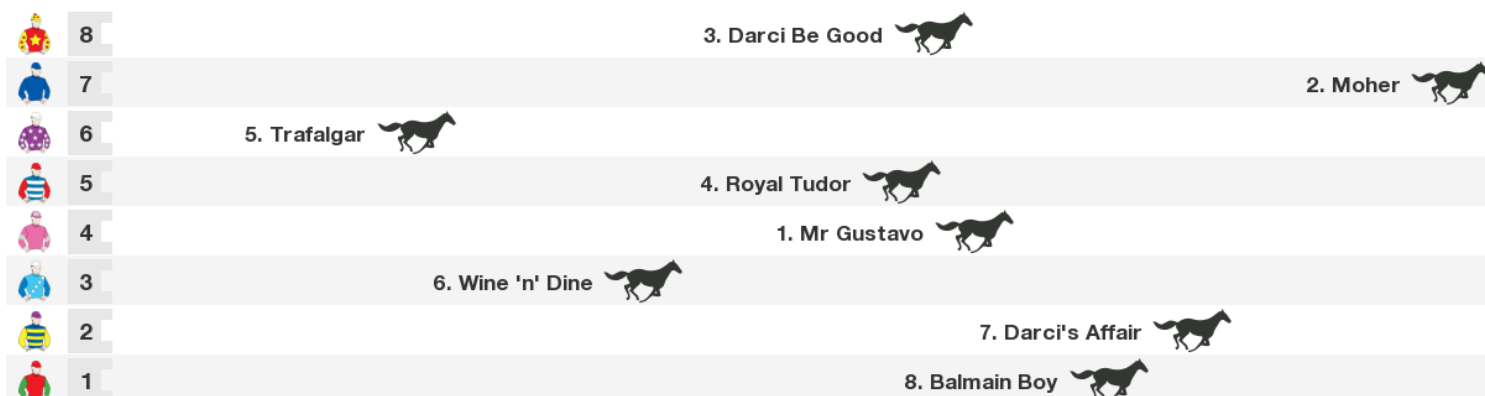 8 3. Darci Be Good
7 2. Moher
6 5. Trafalgar
5 4. Royal Tudor
4 1. Mr Gustavo
3 6. Wine 'n' Dine
2 7. Darci's Affair
1 8. Balmain Boy